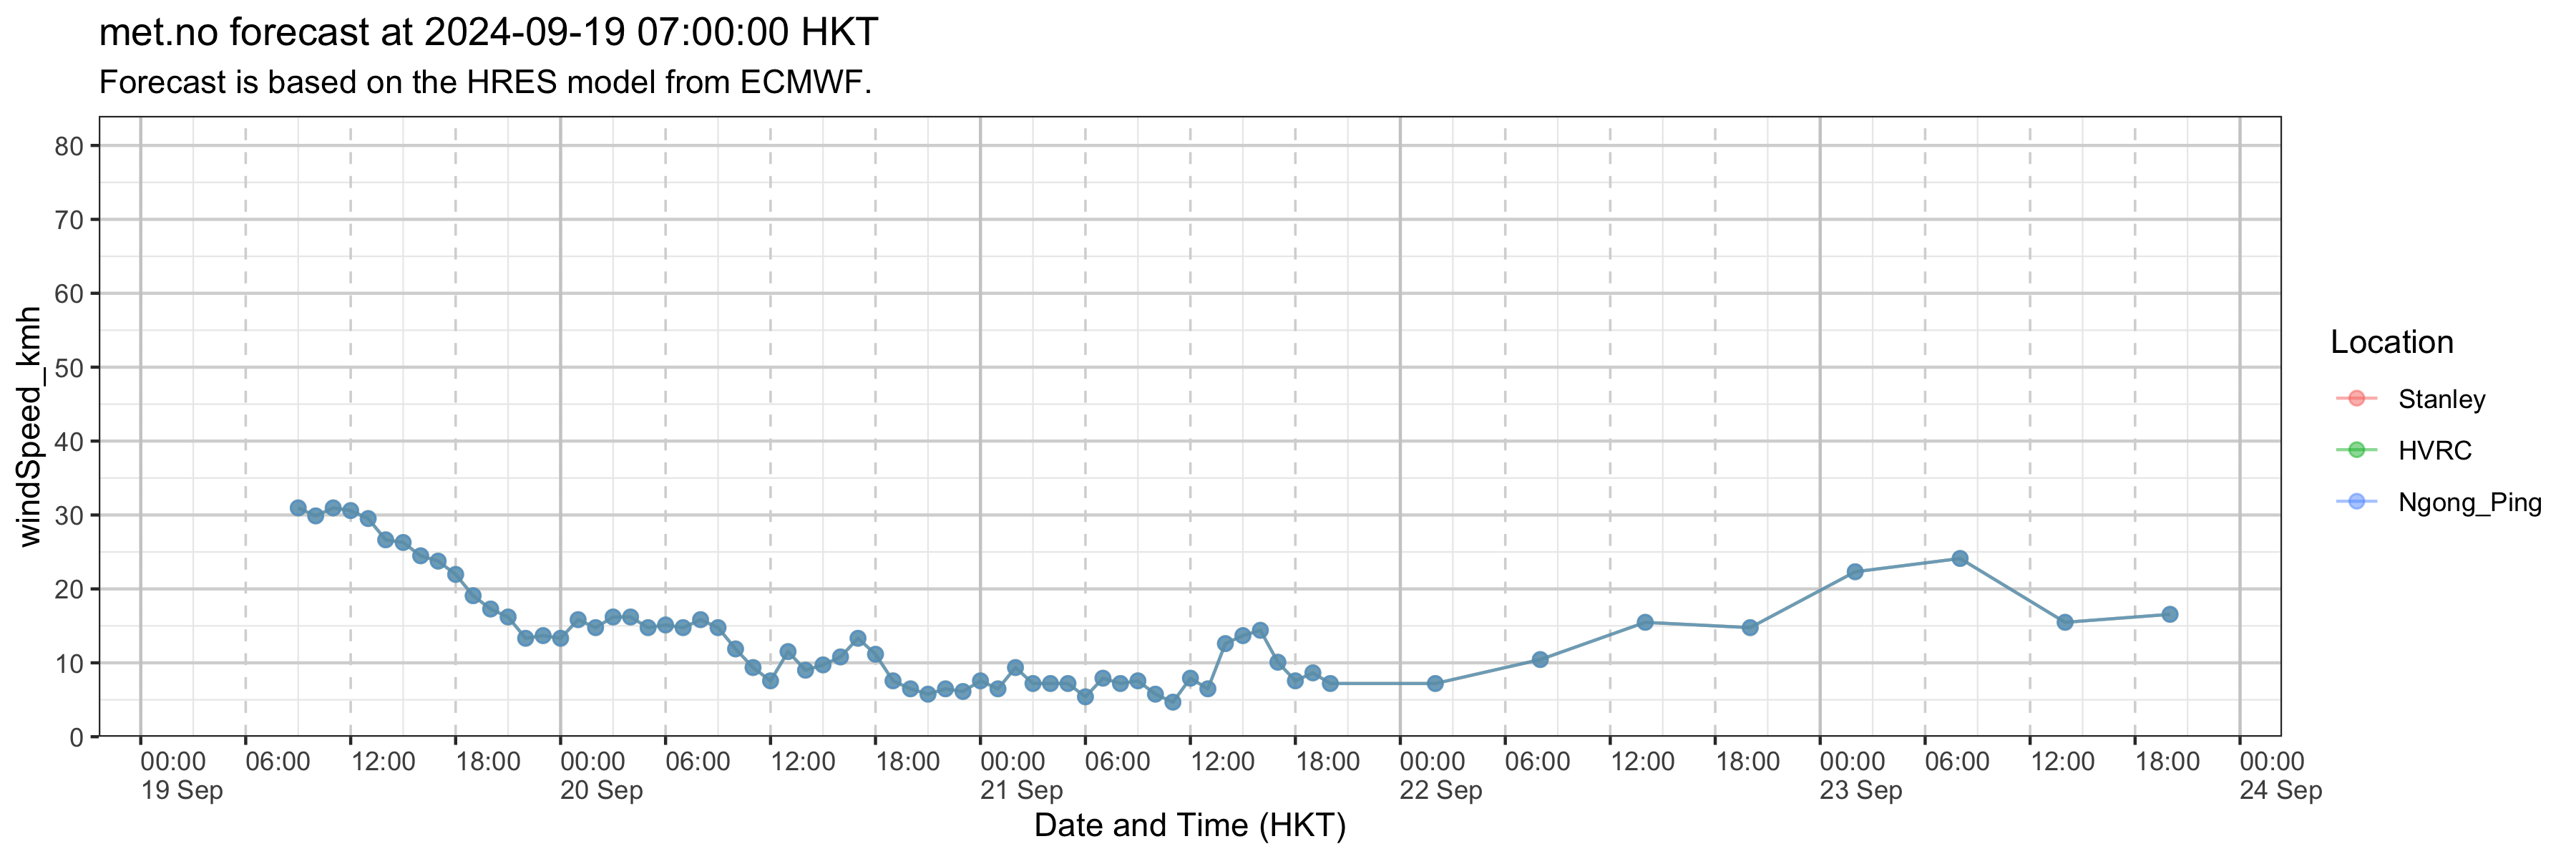 met.no forecast at 2024-09-19 07:00:00 HKT
Forecast is based on the HRES model from ECMWF.
windSpeed_kmh
80
70
60
50
40
30
20
10
0
00:00 06:00 12:00 18:00 00:00 06:00 12:00 18:00 00:00 06:00 12:00 18:00 00:00 06:00 12:00 18:00 00:00 06:00 12:00 18:00 00:00
19 Sep 20 Sep 21 Sep 22 Sep 23 Sep 24 Sep
Date and Time (HKT)
Location
Stanley
HVRC
Ngong_Ping